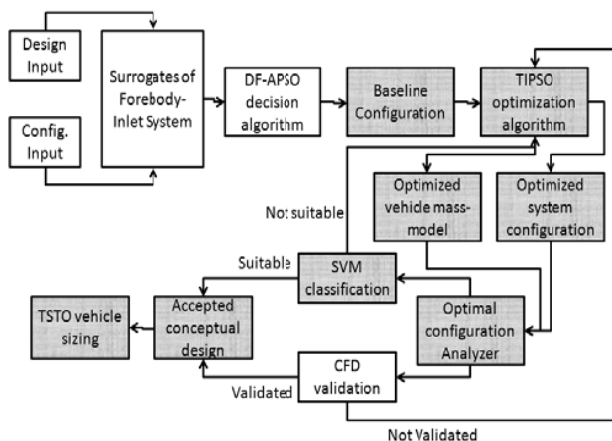 Design
Input
Config.
Input
Surrogates of
Forebody-
Inlet System
DF-APSO
decision
algorithm
Baseline
Configuration
TIPSO
optimization
algorithm
Optimized
vehicle mass-
model
Optimized
system
configuration
Not suitable
Suitable
SVM
classification
Optimal
configuration
Analyzer
TSTO vehicle
sizing
Accepted
conceptual
design
CFD
validation
Validated
Not Validated